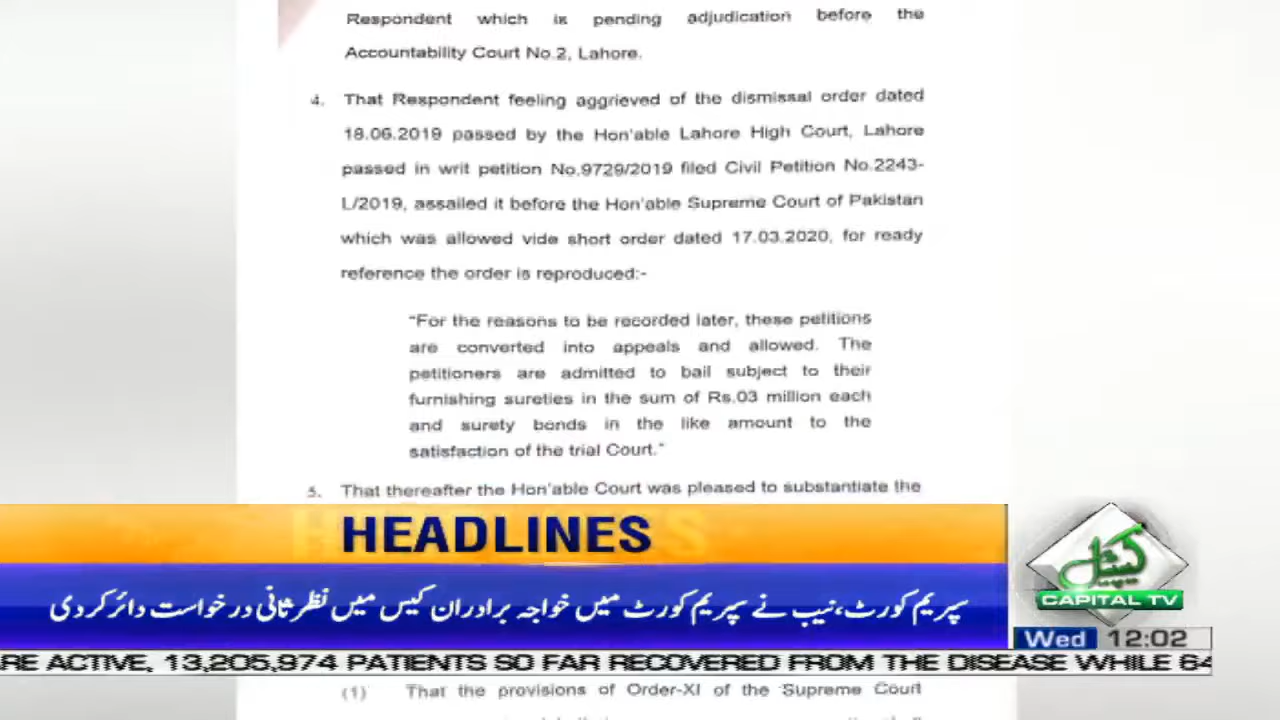 Respondent which is pending adjudication before the
Accountability Court No.2, Lahore.
4. That Respondent feeling aggrieved of the dismissal order dated
18.06.2019 passed by the Hon'able Lahore High Court, Lahore
passed in writ petition No.9729/2019 filed Civil Petition No.2243-
L/2019, assailed it before the Hon'able Supreme Court of Pakistan
which was allowed vide short order dated 17.03.2020, for ready
reference the order is reproduced:-
"For the reasons to be recorded later, these petitions
are converted into appeals and allowed. The
petitioners are admitted to bail subject to their
furnishing sureties in the sum of Rs.03 million each
and surety bonds in the like amount to the
satisfaction of the trial Court."
5. That thereafter the Hon'able Court was pleased to substantiate the
HEADLINES
سپریم کورٹ، نیب نے سپریم کورٹ میں خواجہ برادران کیس میں نظرثانی درخواست دائر کر دی
کیپیٹل
CAPITAL TV
Wed 12:02
RE ACTIVE, 13,205,974 PATIENTS SO FAR RECOVERED FROM THE DISEASE WHILE 64
(1) That the provisions of Order-XI of the Supreme Court